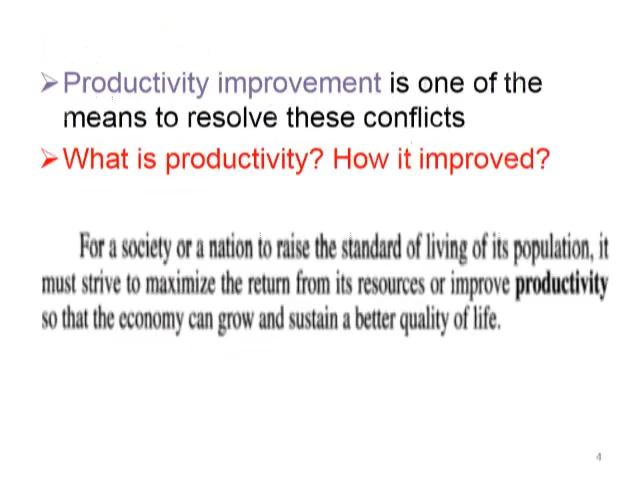 ➢Productivity improvement is one of the
means to resolve these conflicts
➢What is productivity? How it improved?
For a society or a nation to raise the standard of living of its population, it
must strive to maximize the return from its resources or improve productivity
so that the economy can grow and sustain a better quality of life.
4